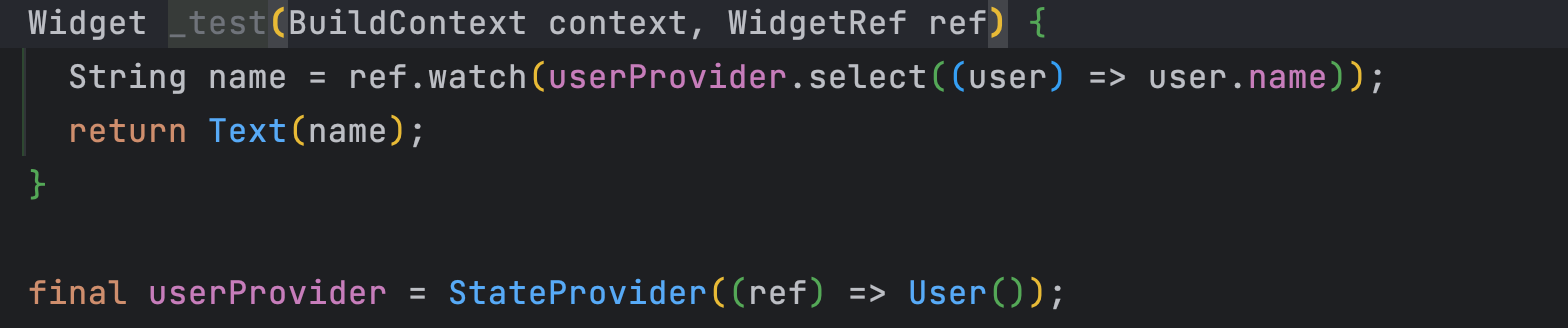 Widget _test(BuildContext context, WidgetRef ref) {
  String name = ref.watch(userProvider.select((user) => user.name));
  return Text(name);
}
final userProvider = StateProvider((ref) => User());